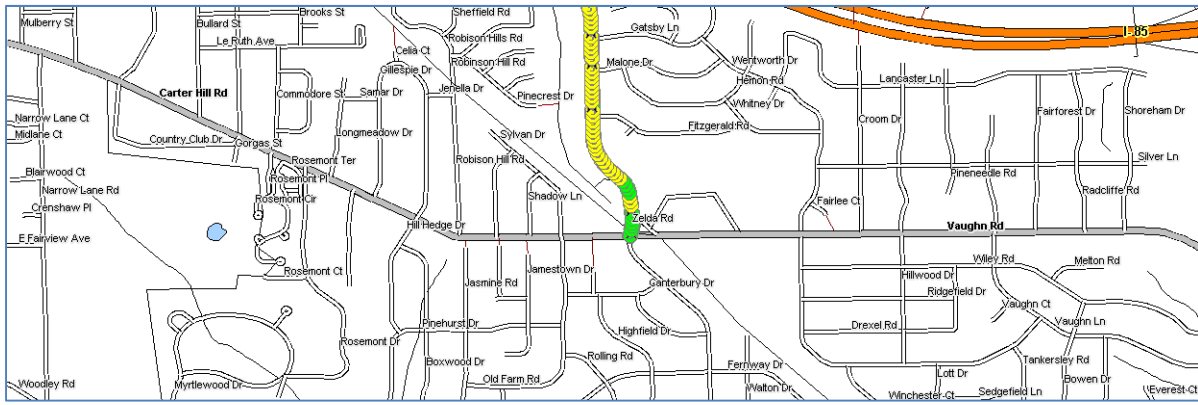 Mulberry St
Bullard St
Brooks St
Sheffield Rd
Gatsby Ln
I-85
Le Ruth Ave
Celia Ct
Robison Hills Rd
Robinson Hill Rd
Gillespie Dr
Malone Dr
Wentworth Dr
Heron Rd
Lancaster Ln
Carter Hill Rd
Commodore St
Samar Dr
Jenella Dr
Pinecrest Dr
Whitney Dr
Fairforest Dr
Shoreham Dr
Narrow Lane Ct
Midlane Ct
Country Club Dr
Gorgas St
Longmeadow Dr
Sylvan Dr
Fitzgerald Rd
Croom Dr
Rosemont Ter
Robison Hill Rd
Silver Ln
Blairwood Ct
Rosemont Pl
Pineneedle Rd
Narrow Lane Rd
Rosemont Cir
Shadow Ln
Radcliffe Rd
Crenshaw Pl
Fairlee Ct
Hill Hedge Dr
Zelda Rd
Vaughn Rd
E Fairview Ave
Rosemont Ct
Jasmine Rd
Jamestown Dr
Canterbury Dr
Wiley Rd
Melton Rd
Hillwood Dr
Ridgefield Dr
Vaughn Ct
Pinehurst Dr
Highfield Dr
Drexel Rd
Vaughn Ln
Rosemont Dr
Boxwood Dr
Rolling Rd
Fernway Dr
Tankersley Rd
Woodley Rd
Myrtlewood Dr
Old Farm Rd
Walton Dr
Lott Dr
Bowen Dr
Winchester Ct
Sedgefield Ln
Everest Ct